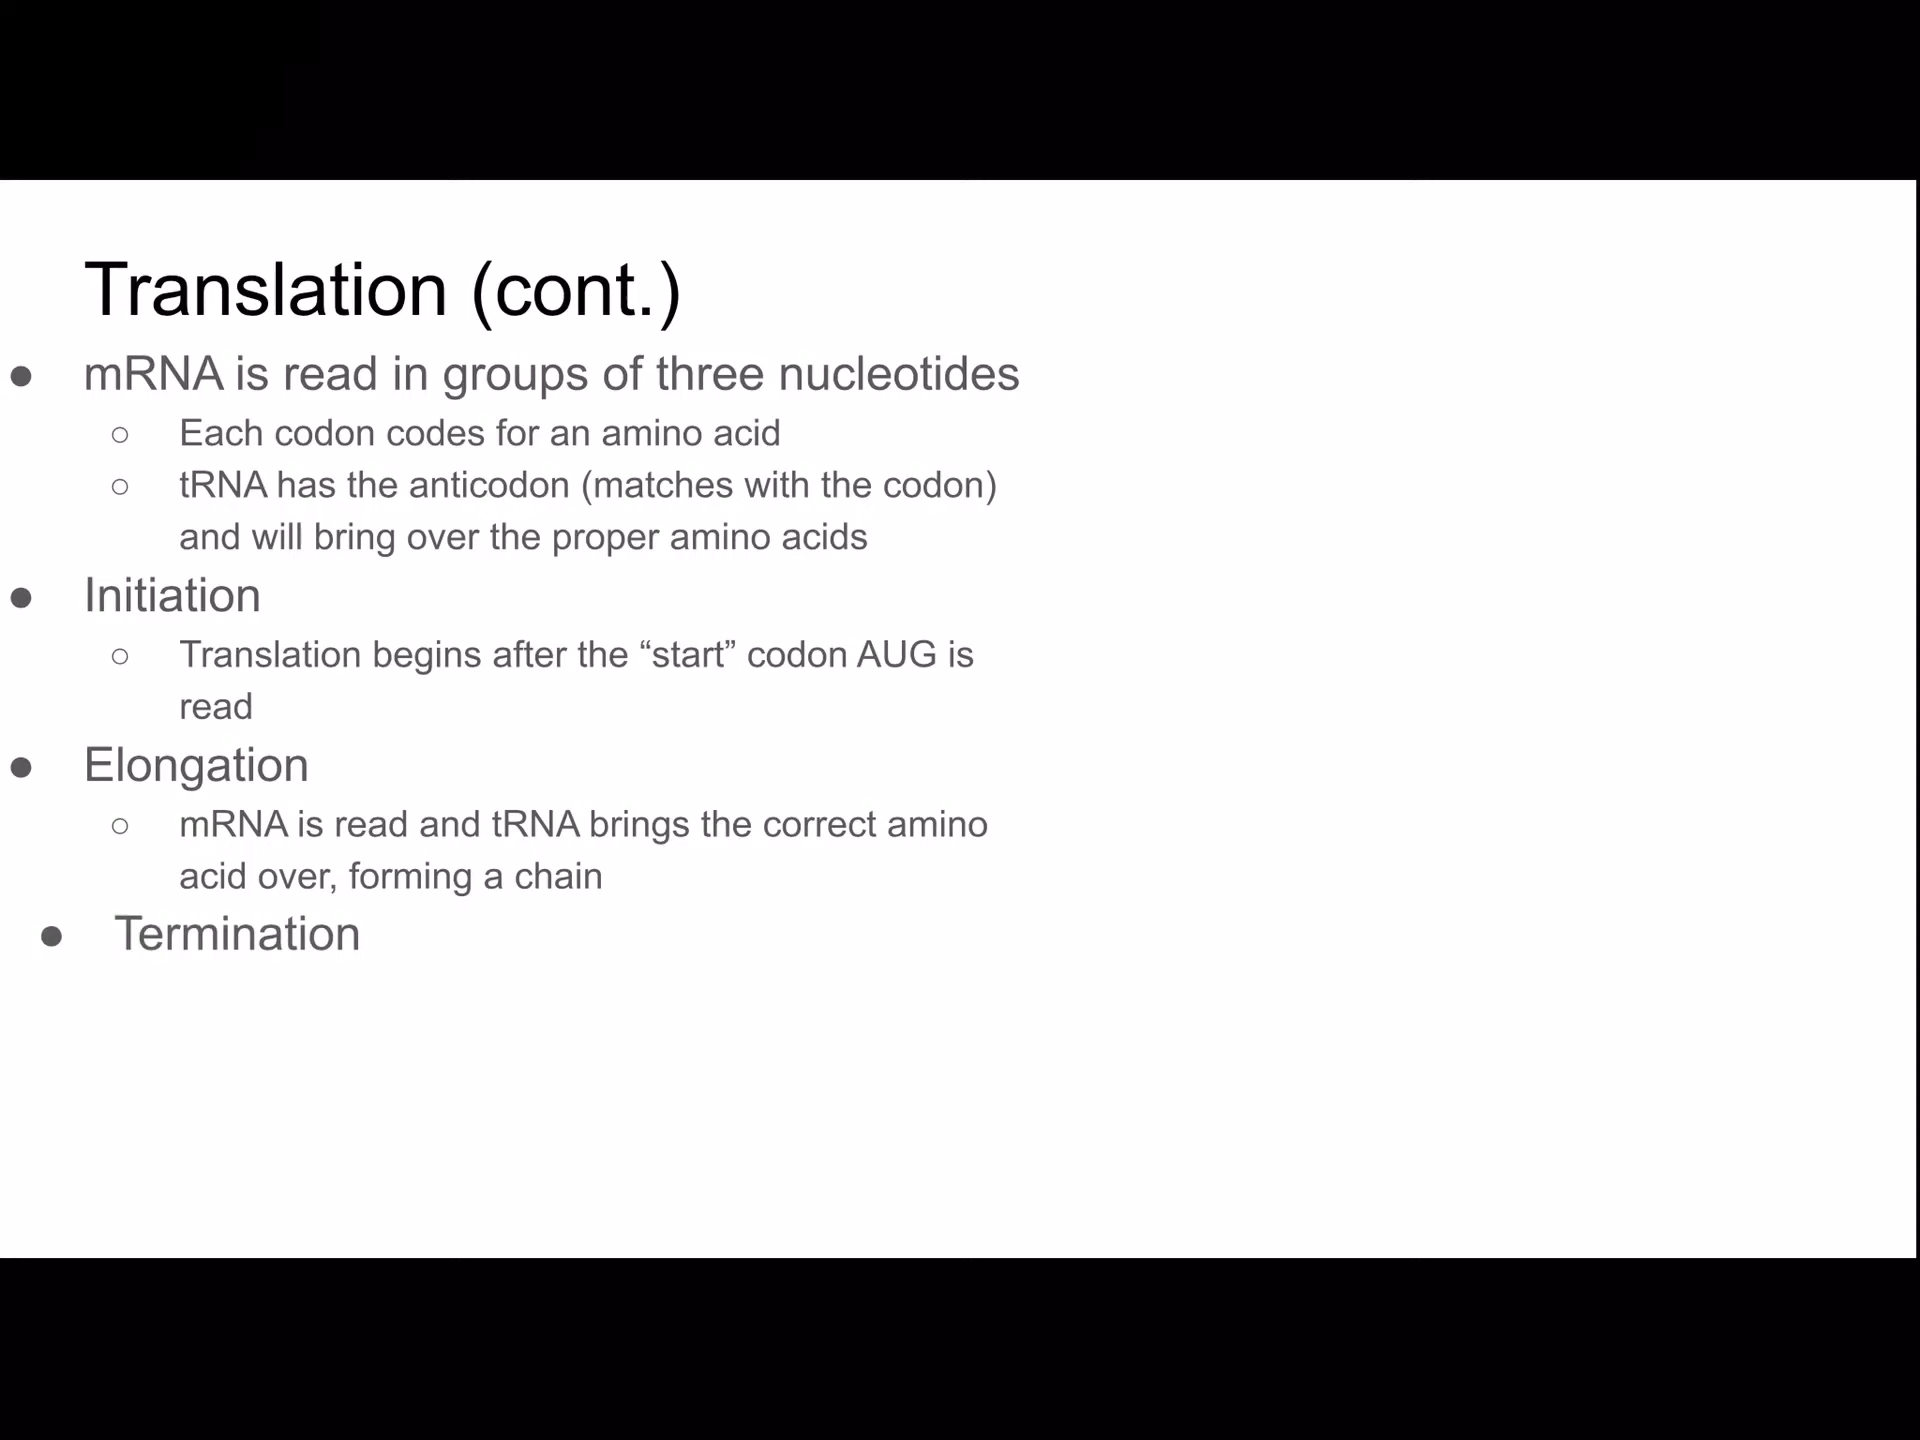 Translation (cont.)
● mRNA is read in groups of three nucleotides
○ Each codon codes for an amino acid
○ tRNA has the anticodon (matches with the codon)
and will bring over the proper amino acids
● Initiation
○ Translation begins after the “start” codon AUG is
read
● Elongation
○ mRNA is read and tRNA brings the correct amino
acid over, forming a chain
● Termination